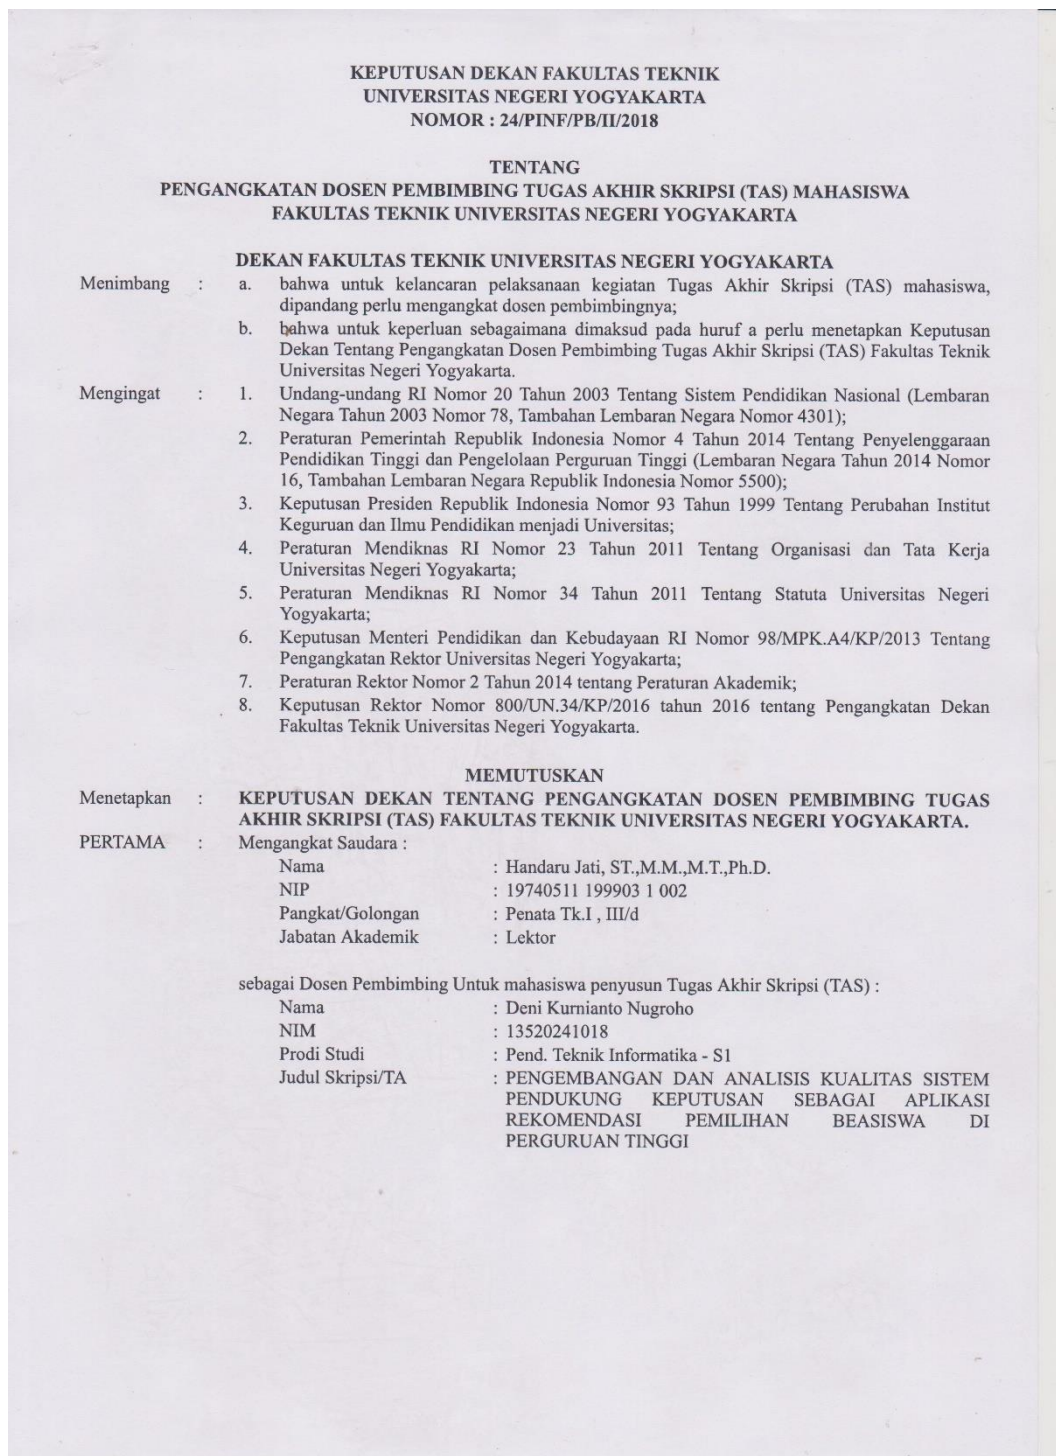 KEPUTUSAN DEKAN FAKULTAS TEKNIK
UNIVERSITAS NEGERI YOGYAKARTA
NOMOR : 24/PINF/PB/II/2018
TENTANG
PENGANGKATAN DOSEN PEMBIMBING TUGAS AKHIR SKRIPSI (TAS) MAHASISWA
FAKULTAS TEKNIK UNIVERSITAS NEGERI YOGYAKARTA
DEKAN FAKULTAS TEKNIK UNIVERSITAS NEGERI YOGYAKARTA
Menimbang : a. bahwa untuk kelancaran pelaksanaan kegiatan Tugas Akhir Skripsi (TAS) mahasiswa,
dipandang perlu mengangkat dosen pembimbingnya;
b. bahwa untuk keperluan sebagaimana dimaksud pada huruf a perlu menetapkan Keputusan
Dekan Tentang Pengangkatan Dosen Pembimbing Tugas Akhir Skripsi (TAS) Fakultas Teknik
Universitas Negeri Yogyakarta.
Mengingat : 1. Undang-undang RI Nomor 20 Tahun 2003 Tentang Sistem Pendidikan Nasional (Lembaran
Negara Tahun 2003 Nomor 78, Tambahan Lembaran Negara Nomor 4301);
2. Peraturan Pemerintah Republik Indonesia Nomor 4 Tahun 2014 Tentang Penyelenggaraan
Pendidikan Tinggi dan Pengelolaan Perguruan Tinggi (Lembaran Negara Tahun 2014 Nomor
16, Tambahan Lembaran Negara Republik Indonesia Nomor 5500);
3. Keputusan Presiden Republik Indonesia Nomor 93 Tahun 1999 Tentang Perubahan Institut
Keguruan dan Ilmu Pendidikan menjadi Universitas;
4. Peraturan Mendiknas RI Nomor 23 Tahun 2011 Tentang Organisasi dan Tata Kerja
Universitas Negeri Yogyakarta;
5. Peraturan Mendiknas RI Nomor 34 Tahun 2011 Tentang Statuta Universitas Negeri
Yogyakarta;
6. Keputusan Menteri Pendidikan dan Kebudayaan RI Nomor 98/MPK.A4/KP/2013 Tentang
Pengangkatan Rektor Universitas Negeri Yogyakarta;
7. Peraturan Rektor Nomor 2 Tahun 2014 tentang Peraturan Akademik;
8. Keputusan Rektor Nomor 800/UN.34/KP/2016 tahun 2016 tentang Pengangkatan Dekan
Fakultas Teknik Universitas Negeri Yogyakarta.
MEMUTUSKAN
Menetapkan : KEPUTUSAN DEKAN TENTANG PENGANGKATAN DOSEN PEMBIMBING TUGAS
AKHIR SKRIPSI (TAS) FAKULTAS TEKNIK UNIVERSITAS NEGERI YOGYAKARTA.
PERTAMA : Mengangkat Saudara :
Nama : Handaru Jati, ST.,M.M.,M.T.,Ph.D.
NIP : 19740511 199903 1 002
Pangkat/Golongan : Penata Tk.I , III/d
Jabatan Akademik : Lektor
sebagai Dosen Pembimbing Untuk mahasiswa penyusun Tugas Akhir Skripsi (TAS) :
Nama : Deni Kurnianto Nugroho
NIM : 13520241018
Prodi Studi : Pend. Teknik Informatika - S1
Judul Skripsi/TA : PENGEMBANGAN DAN ANALISIS KUALITAS SISTEM
PENDUKUNG KEPUTUSAN SEBAGAI APLIKASI
REKOMENDASI PEMILIHAN BEASISWA DI
PERGURUAN TINGGI